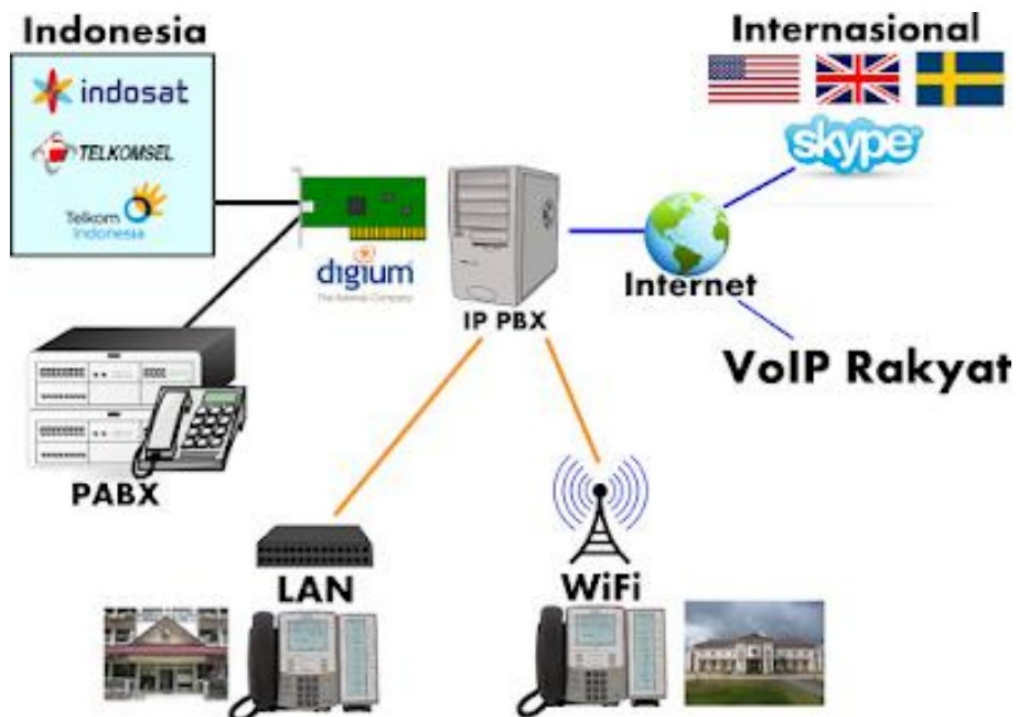 Indonesia
indosat
TELKOMSEL
Telkom
Indonesia
Internasional
skype
digium
The Asterisk Company
IP PBX
Internet
VoIP Rakyat
PABX
LAN
WiFi